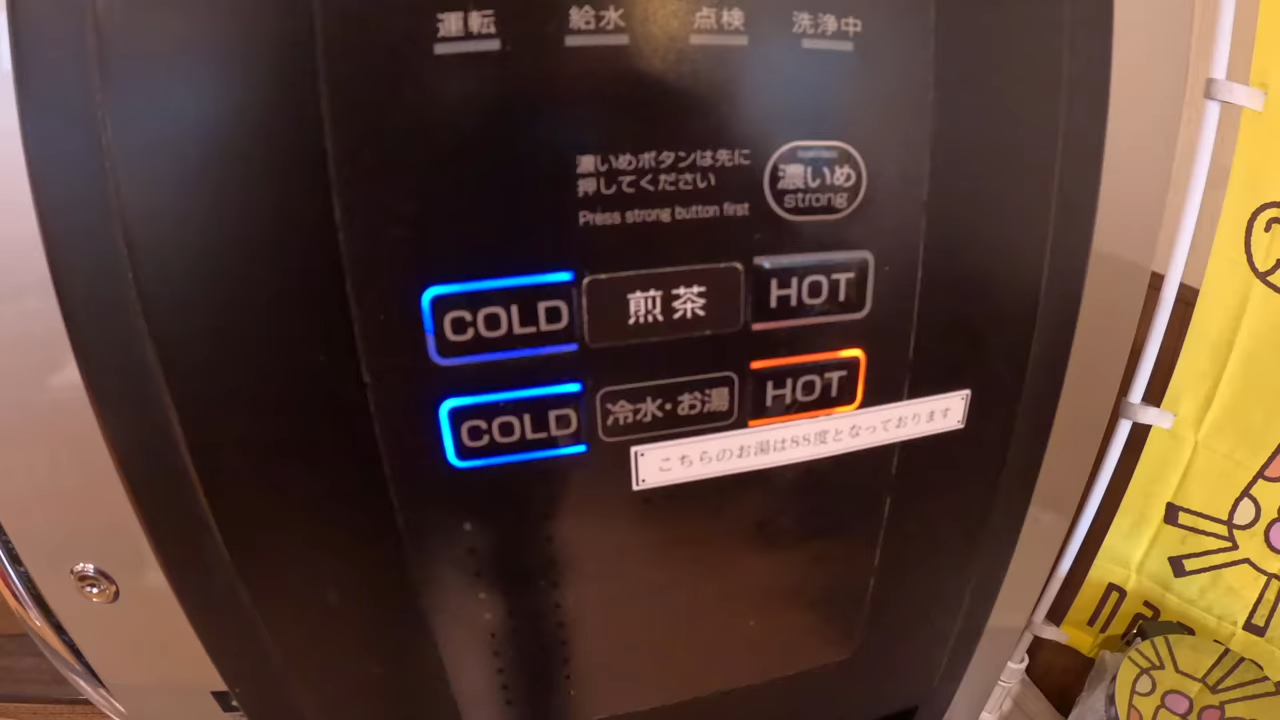 運転 給水 点検 洗浄中
濃いめボタンは先に
押してください
Press strong button first
濃いめ
strong
COLD 煎茶 HOT
COLD 冷水・お湯 HOT
こちらのお湯は88度となっております